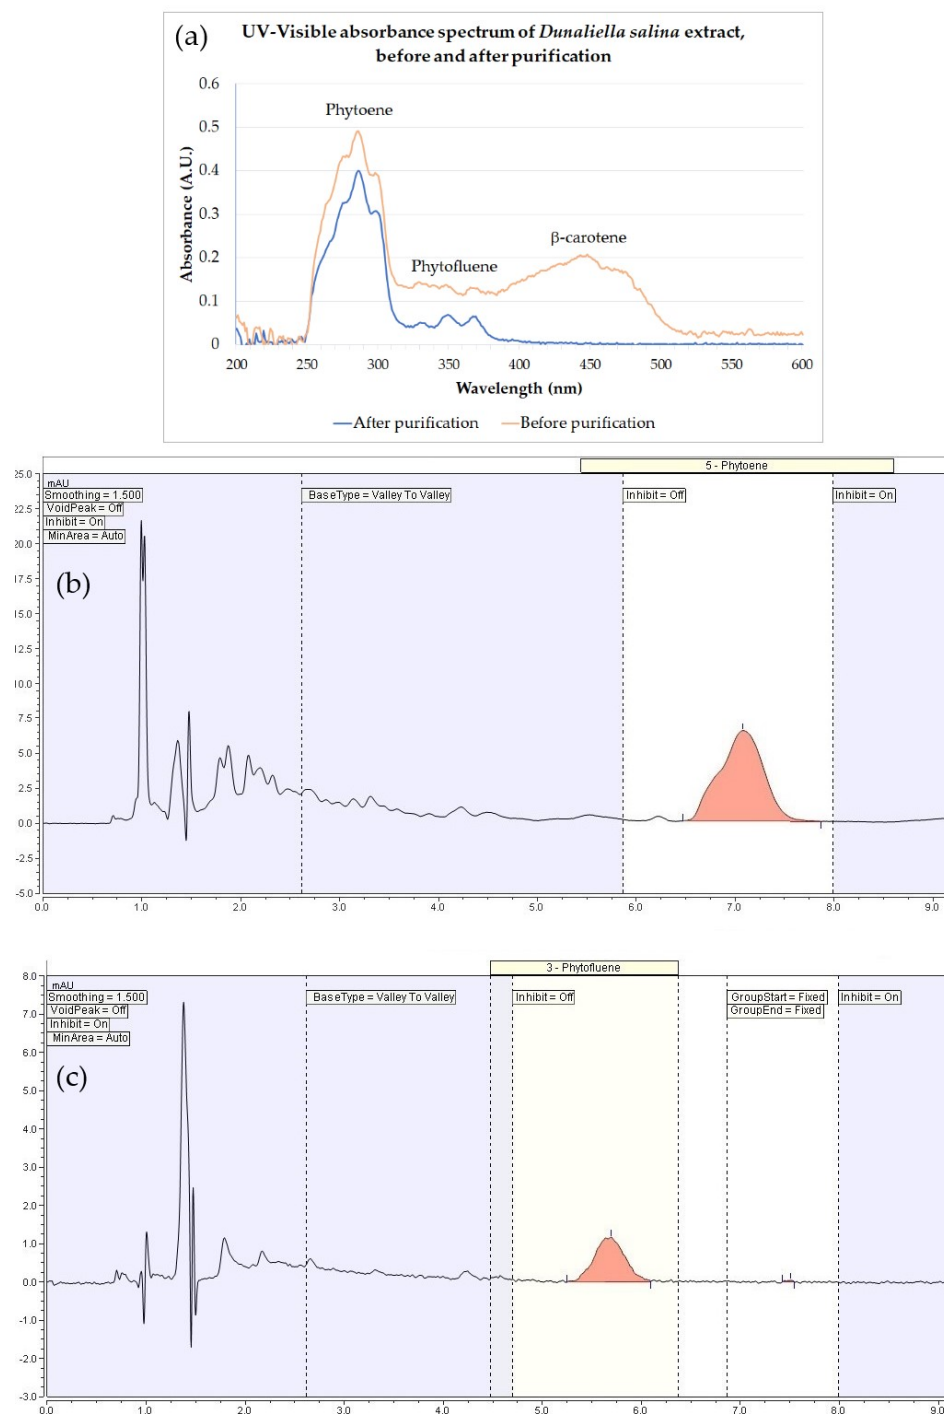 (a)
UV-Visible absorbance spectrum of Dunaliella salina extract,
before and after purification
0.6
0.5
0.4
0.3
0.2
0.1
0
Absorbance (A.U.)
Phytoene
Phytofluene
β-carotene
200 250 300 350 400 450 500 550 600
Wavelength (nm)
After purification Before purification
5 - Phytoene
mAU
Smoothing = 1.500
VoidPeak = Off
Inhibit = On
MinArea = Auto
BaseType = Valley To Valley
Inhibit = Off
Inhibit = On
(b)
25.0
22.5
20.0
17.5
15.0
12.5
10.0
7.5
5.0
2.5
0.0
-2.5
-5.0
0.0 1.0 2.0 3.0 4.0 5.0 6.0 7.0 8.0 9.0
3 - Phytofluene
mAU
Smoothing = 1.500
VoidPeak = Off
Inhibit = On
MinArea = Auto
BaseType = Valley To Valley
Inhibit = Off
GroupStart = Fixed
GroupEnd = Fixed
Inhibit = On
(c)
8.0
7.0
6.0
5.0
4.0
3.0
2.0
1.0
0.0
-1.0
-2.0
-3.0
0.0 1.0 2.0 3.0 4.0 5.0 6.0 7.0 8.0 9.0